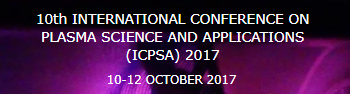 10th INTERNATIONAL CONFERENCE ON
PLASMA SCIENCE AND APPLICATIONS
(ICPSA) 2017
10-12 OCTOBER 2017